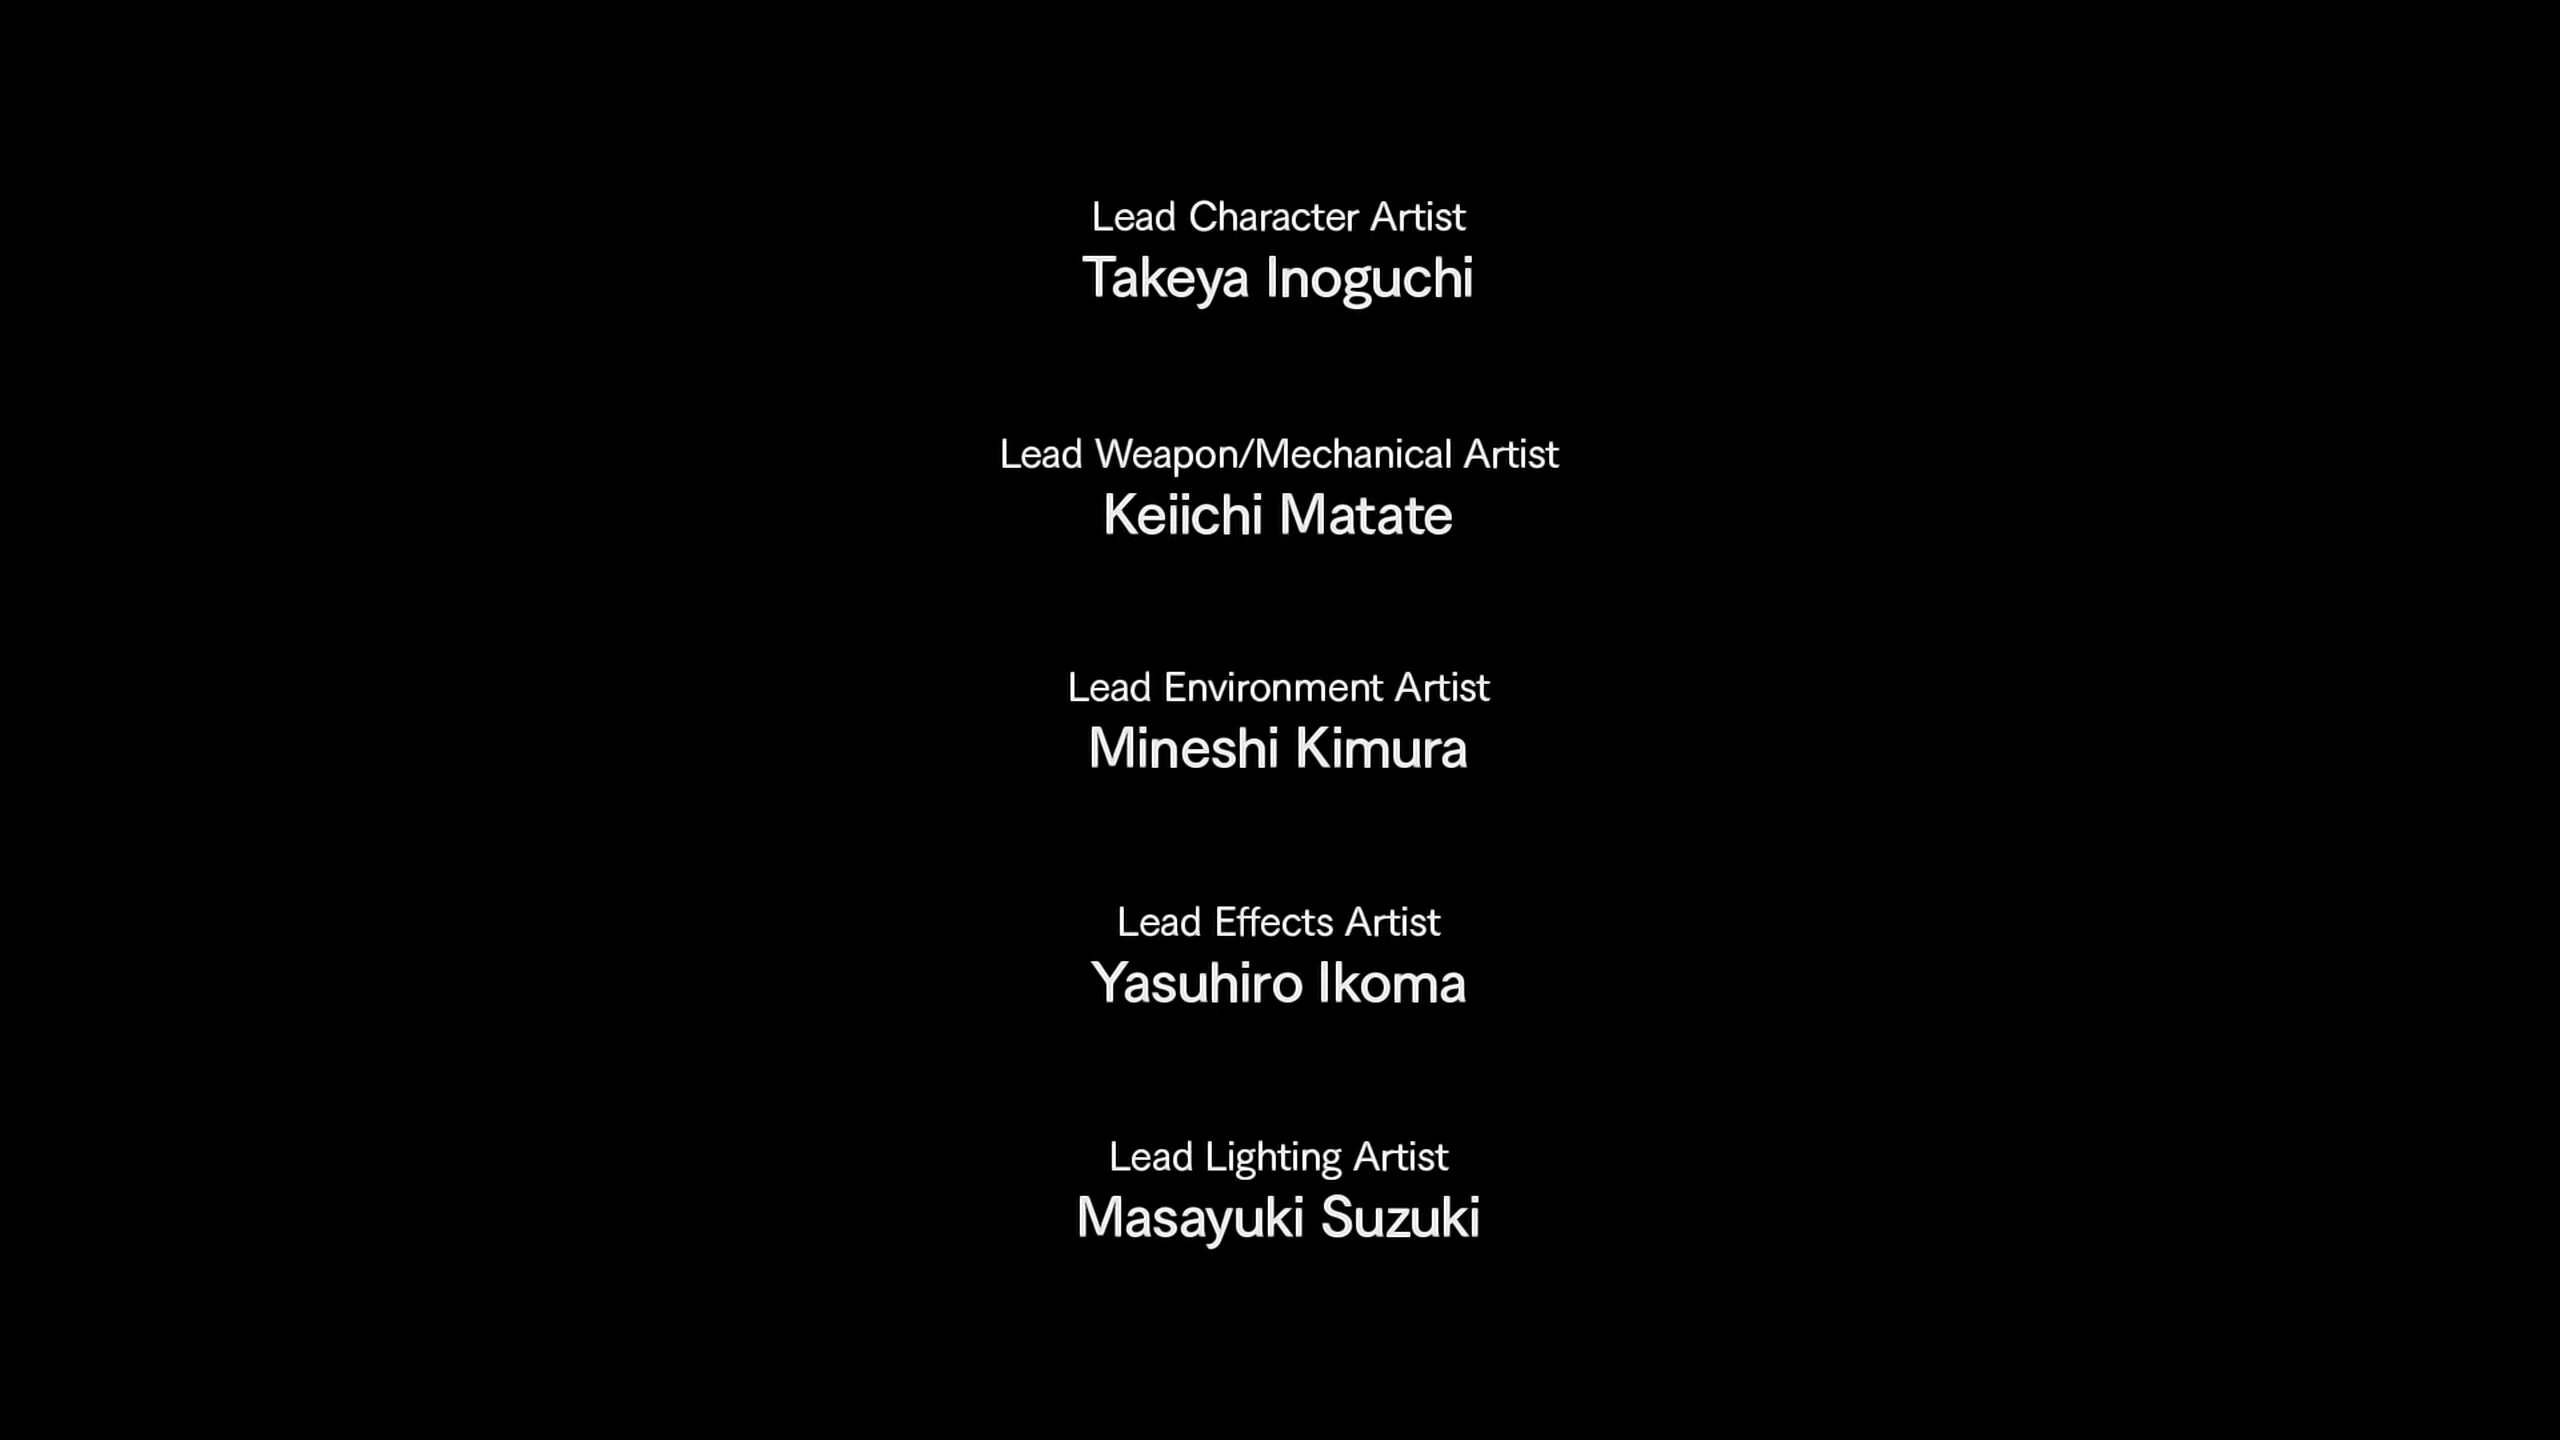 Lead Character Artist
Takeya Inoguchi
Lead Weapon/Mechanical Artist
Keiichi Matate
Lead Environment Artist
Mineshi Kimura
Lead Effects Artist
Yasuhiro Ikoma
Lead Lighting Artist
Masayuki Suzuki